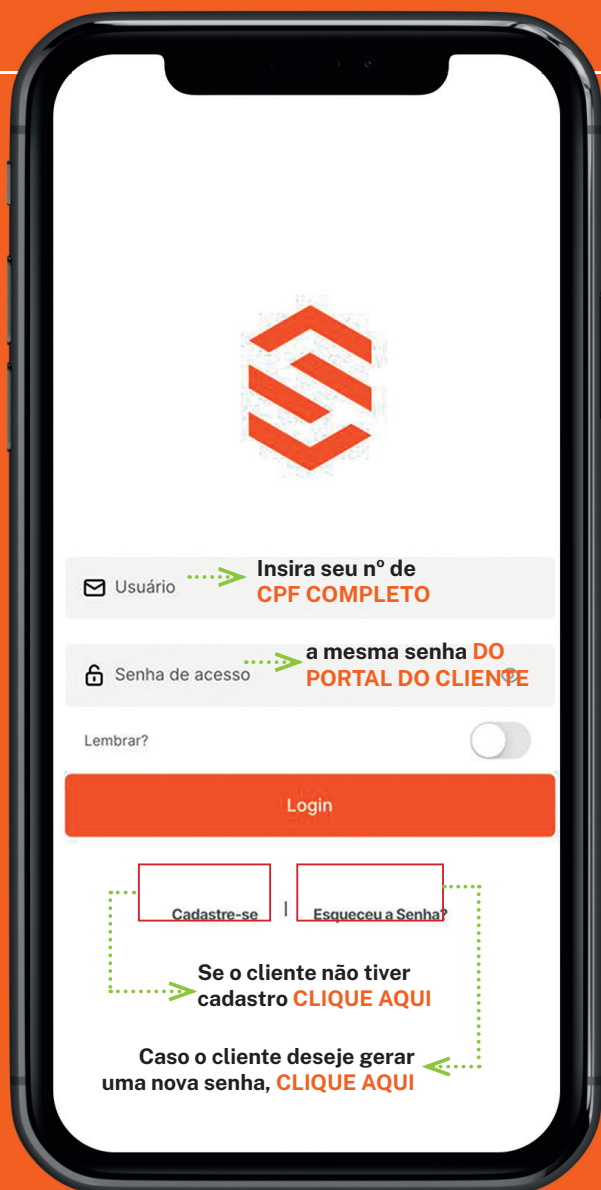 Usuário
Insira seu nº de
CPF COMPLETO
Senha de acesso
a mesma senha DO
PORTAL DO CLIENTE
Lembrar?
Login
Cadastre-se | Esqueceu a Senha?
Se o cliente não tiver
cadastro CLIQUE AQUI
Caso o cliente deseje gerar
uma nova senha, CLIQUE AQUI